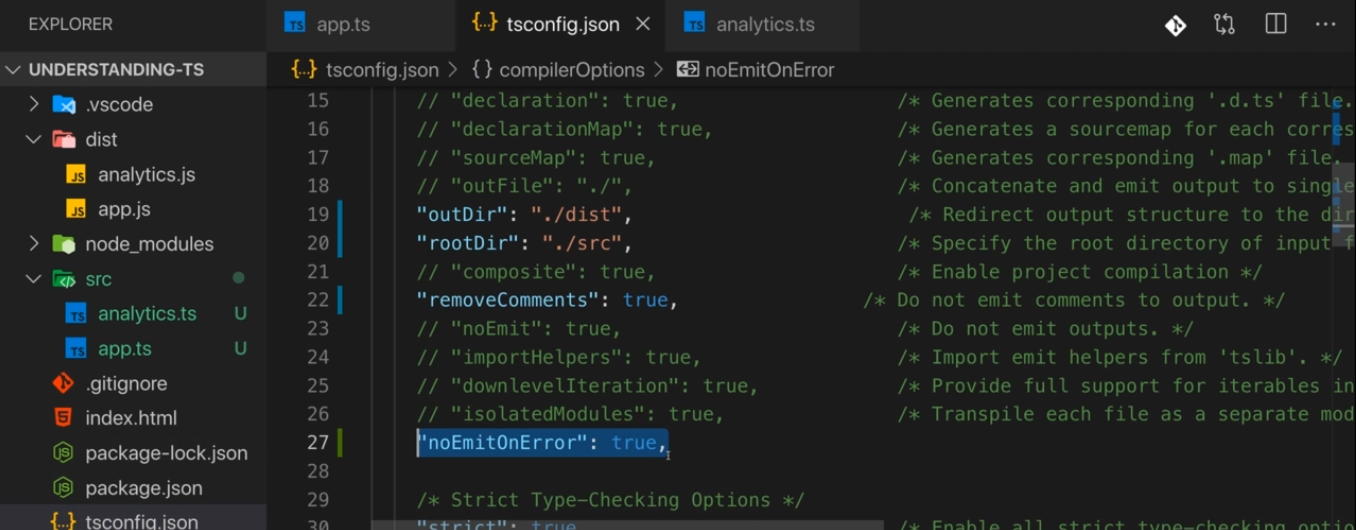 EXPLORER
app.ts
tsconfig.json
analytics.ts
UNDERSTANDING-TS
tsconfig.json > {} compilerOptions > noEmitOnError
.vscode
dist
analytics.js
app.js
node_modules
src
analytics.ts U
app.ts U
.gitignore
index.html
package-lock.json
package.json
tsconfig.json
15 // "declaration": true, /* Generates corresponding '.d.ts' file.
16 // "declarationMap": true, /* Generates a sourcemap for each corres
17 // "sourceMap": true, /* Generates corresponding '.map' file.
18 // "outFile": "./", /* Concatenate and emit output to single
19 "outDir": "./dist", /* Redirect output structure to the dir
20 "rootDir": "./src", /* Specify the root directory of input f
21 // "composite": true, /* Enable project compilation */
22 "removeComments": true, /* Do not emit comments to output. */
23 // "noEmit": true, /* Do not emit outputs. */
24 // "importHelpers": true, /* Import emit helpers from 'tslib'. */
25 // "downlevelIteration": true, /* Provide full support for iterables in
26 // "isolatedModules": true, /* Transpile each file as a separate mod
27 "noEmitOnError": true,
28
29 /* Strict Type-Checking Options */
30 "strict": true /* Enable all strict type-checking optio